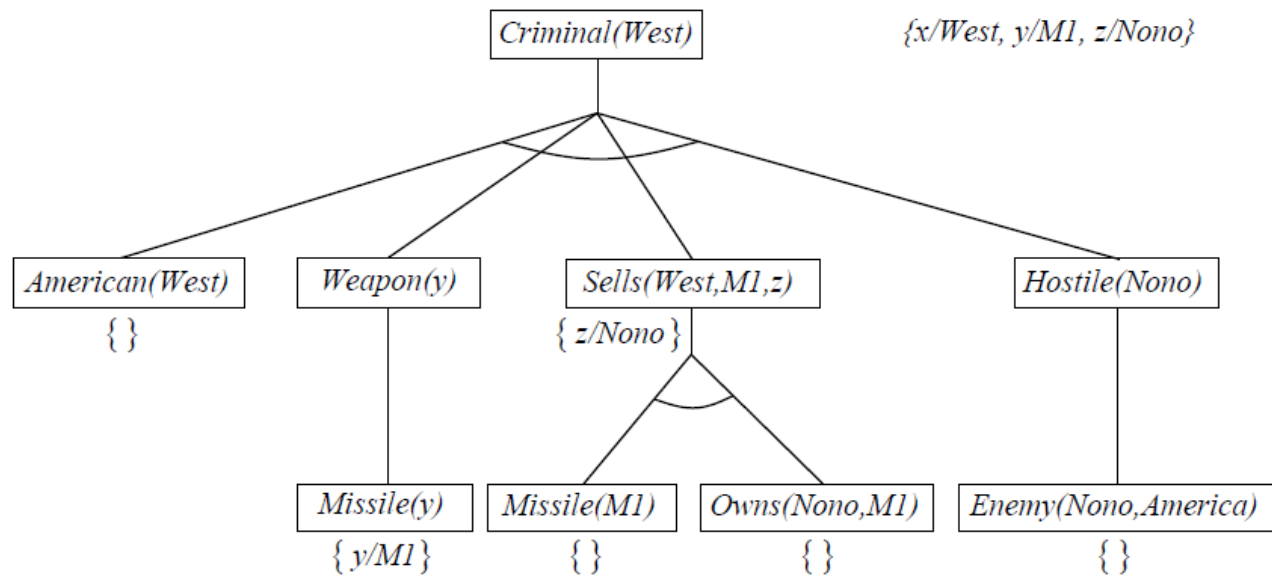 Criminal(West)
{x/West, y/M1, z/Nono}
American(West)
Weapon(y)
Sells(West,M1,z)
Hostile(Nono)
{ }
{ z/Nono }
Missile(y)
Missile(M1)
Owns(Nono,M1)
Enemy(Nono,America)
{ y/M1}
{ }
{ }
{ }